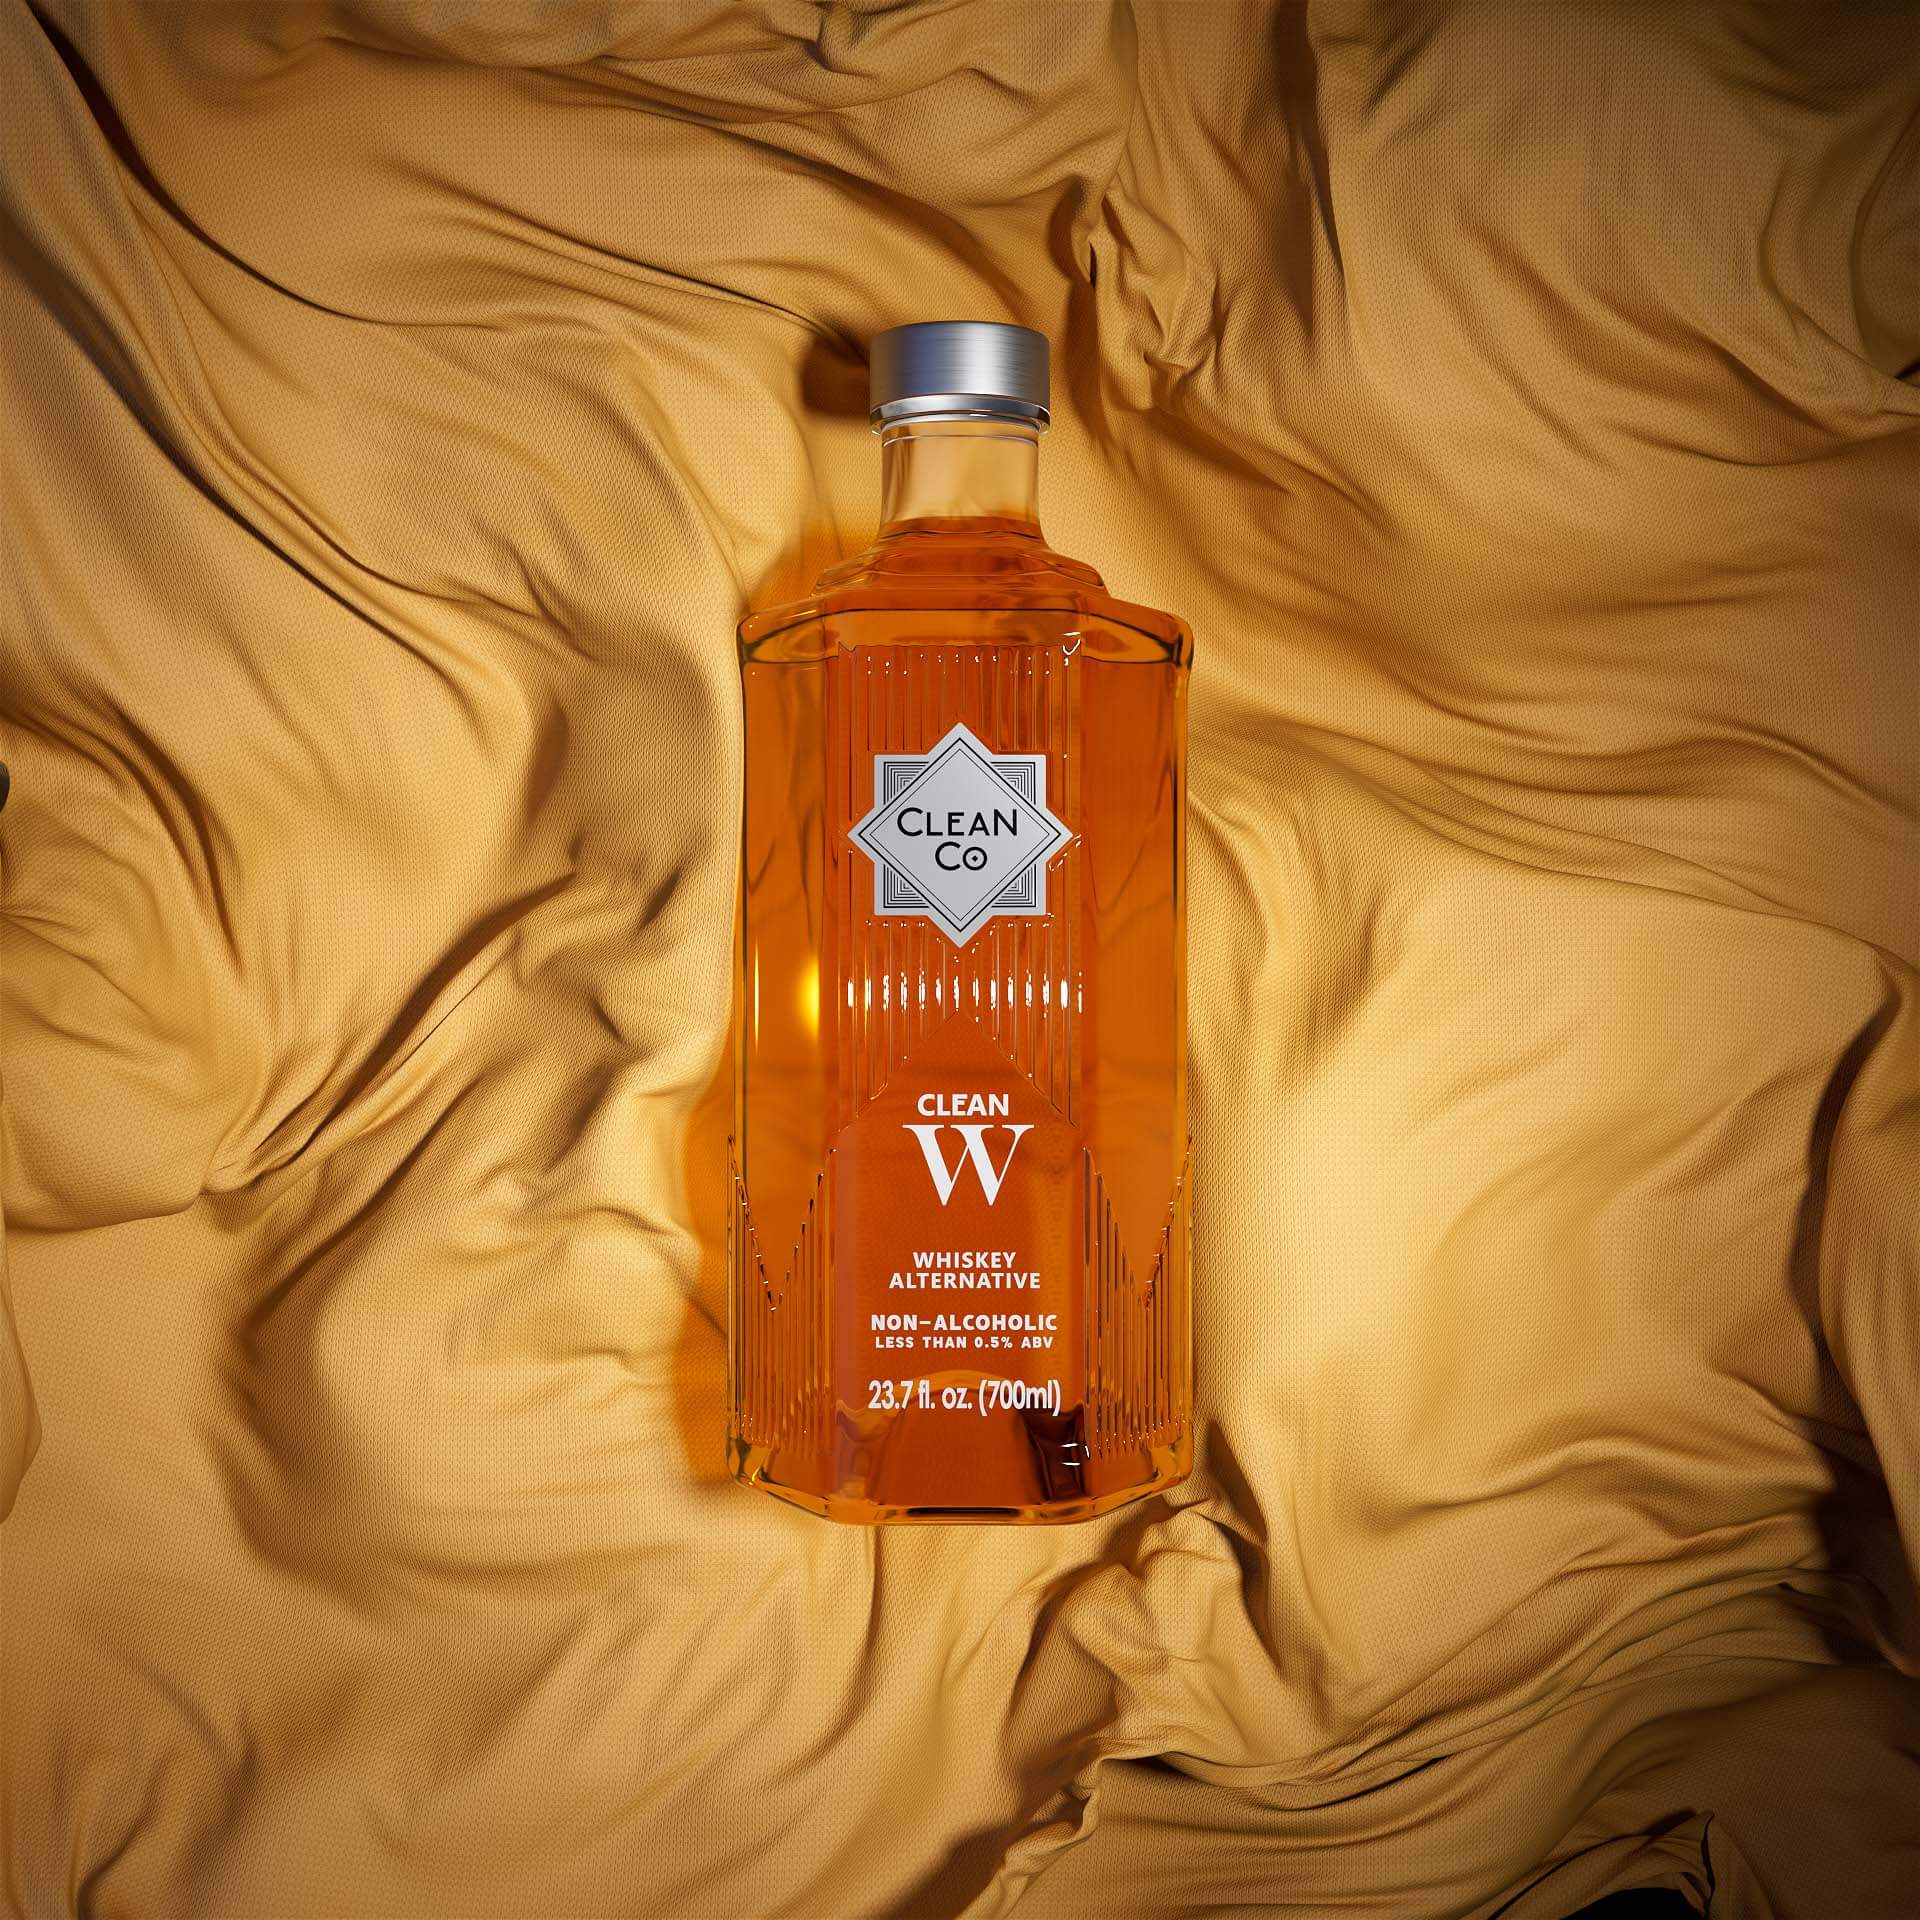 CLEAN
CO
CLEAN
W
WHISKEY
ALTERNATIVE
NON-ALCOHOLIC
LESS THAN 0.5% ABV
23.7 fl. oz. (700ml)